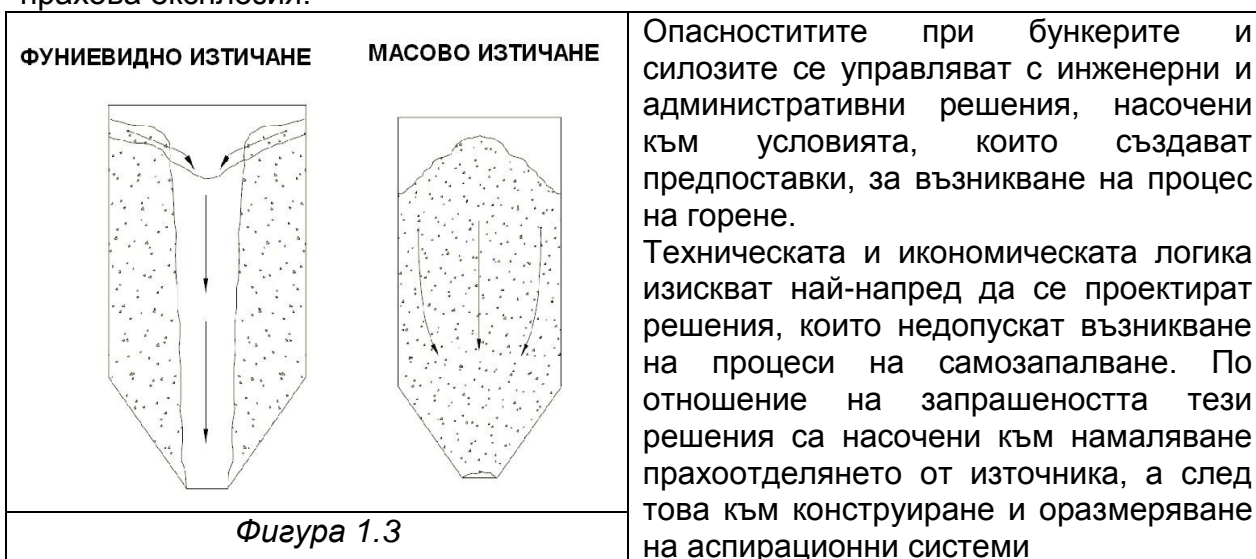 ФУНИЕВИДНО ИЗТИЧАНЕ
МАСОВО ИЗТИЧАНЕ
Фигура 1.3
Опасноститите при бункерите и
силозите се управляват с инженерни и
административни решения, насочени
към условията, които създават
предпоставки, за възникване на процес
на горене.
Техническата и икономическата логика
изискват най-напред да се проектират
решения, които недопускат възникване
на процеси на самозапалване. По
отношение на запрашеността тези
решения са насочени към намаляване
прахоотделянето от източника, а след
това към конструиране и оразмеряване
на аспирационни системи